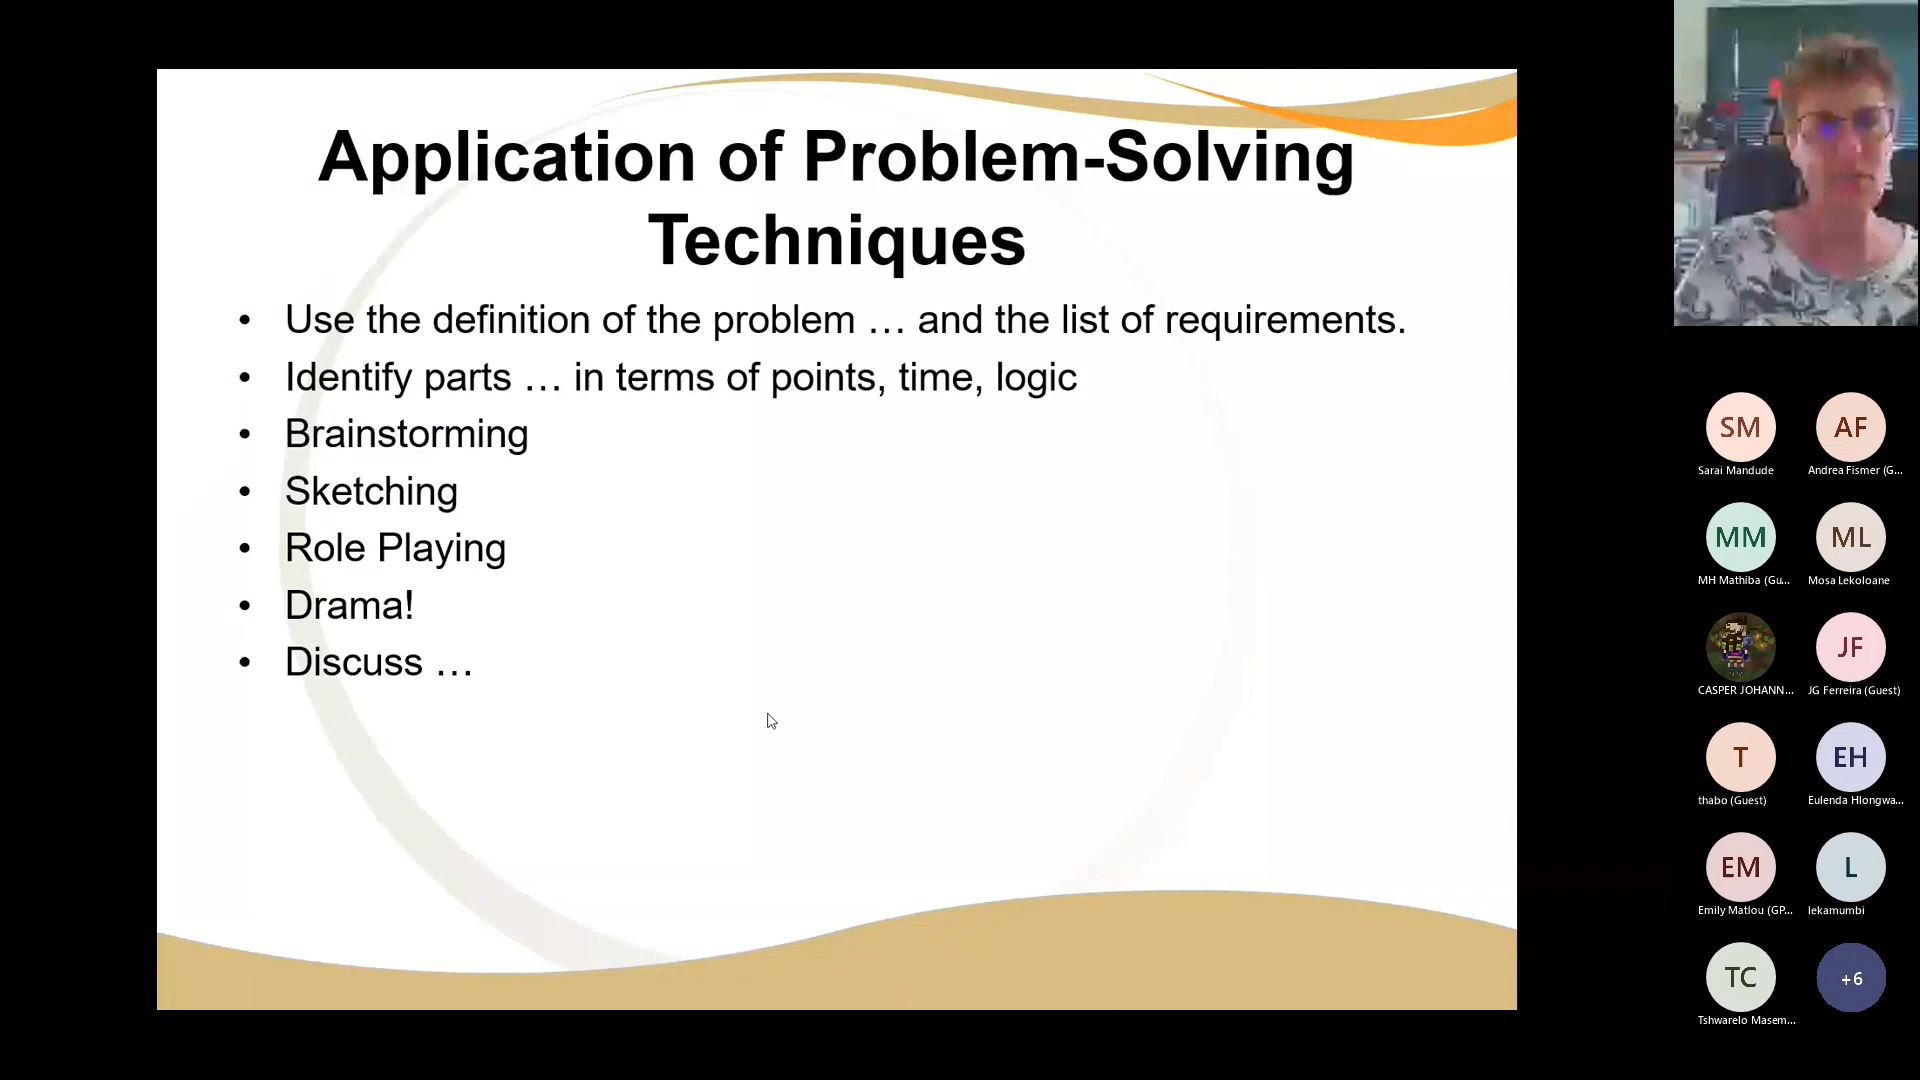 Application of Problem-Solving
Techniques
• Use the definition of the problem … and the list of requirements.
• Identify parts … in terms of points, time, logic
• Brainstorming
• Sketching
• Role Playing
• Drama!
• Discuss …
SM
Sarai Mandude
AF
Andrea Fismer (G...
MM
MH Mathiba (Gu...
ML
Mosa Lekoloane
CASPER JOHANN...
JF
JG Ferreira (Guest)
T
thabo (Guest)
EH
Eulenda Hlongwa...
EM
Emily Matlou (GP...
L
lekamumbi
TC
Tshwarelo Masem...
+6